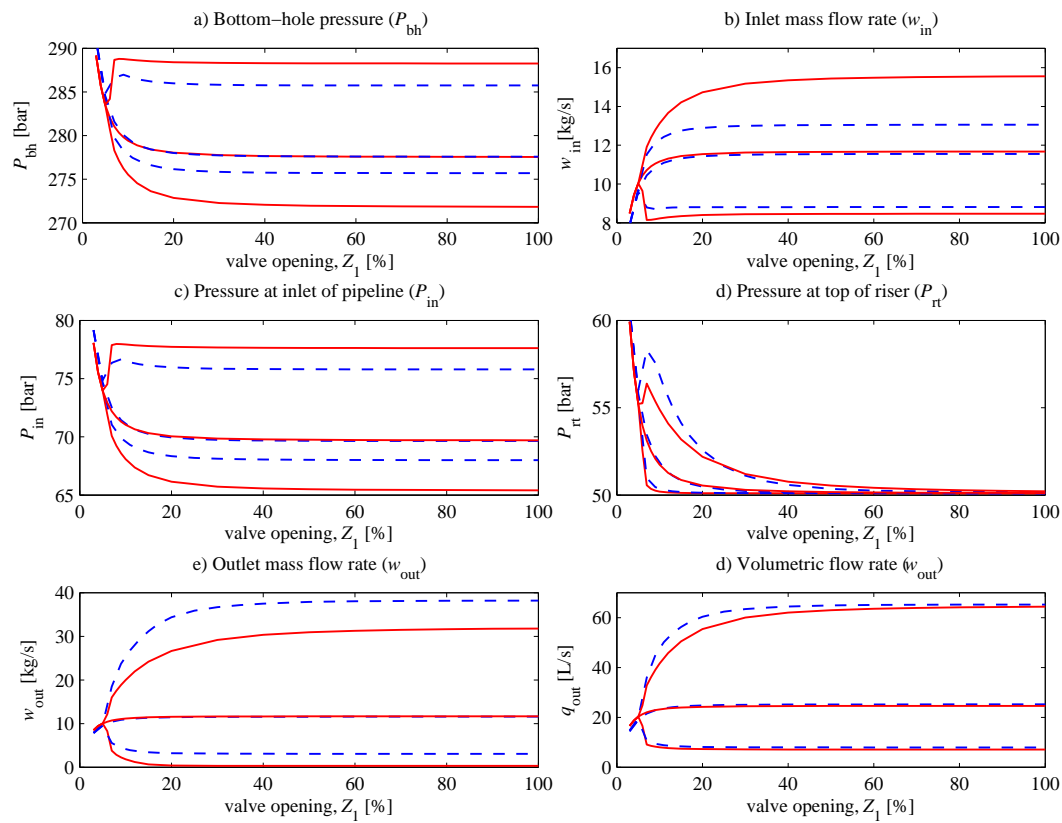 a) Bottom−hole pressure (P_bh)
b) Inlet mass flow rate (w_in)
290
285
280
275
270
P_bh [bar]
0 20 40 60 80 100
valve opening, Z_1 [%]
16
14
12
10
8
w_in [kg/s]
0 20 40 60 80 100
valve opening, Z_1 [%]
c) Pressure at inlet of pipeline (P_in)
d) Pressure at top of riser (P_rt)
80
75
70
65
P_in [bar]
0 20 40 60 80 100
valve opening, Z_1 [%]
60
55
50
P_rt [bar]
0 20 40 60 80 100
valve opening, Z_1 [%]
e) Outlet mass flow rate (w_out)
d) Volumetric flow rate (w_out)
40
30
20
10
0
w_out [kg/s]
0 20 40 60 80 100
valve opening, Z_1 [%]
60
40
20
0
q_out [L/s]
0 20 40 60 80 100
valve opening, Z_1 [%]